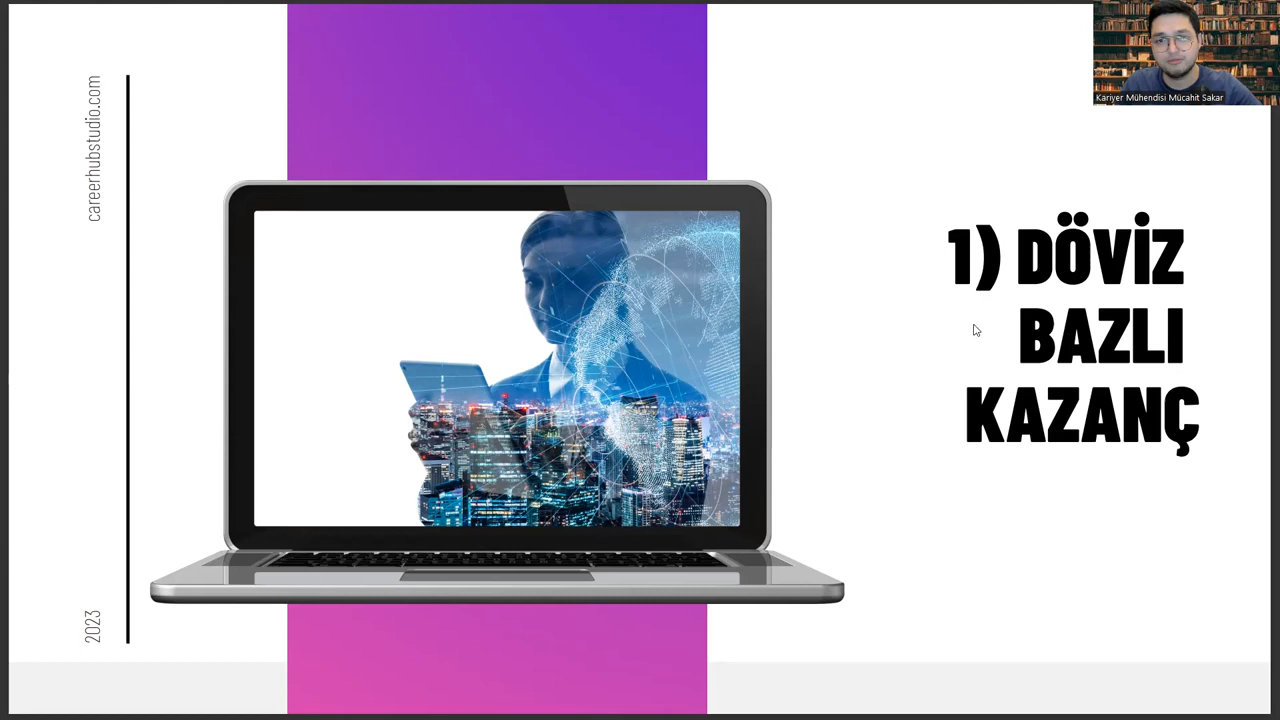 careerhubstudio.com
2023
1) DÖVİZ
BAZLI
KAZANÇ
Kariyer Mühendisi Mücahit Sakar